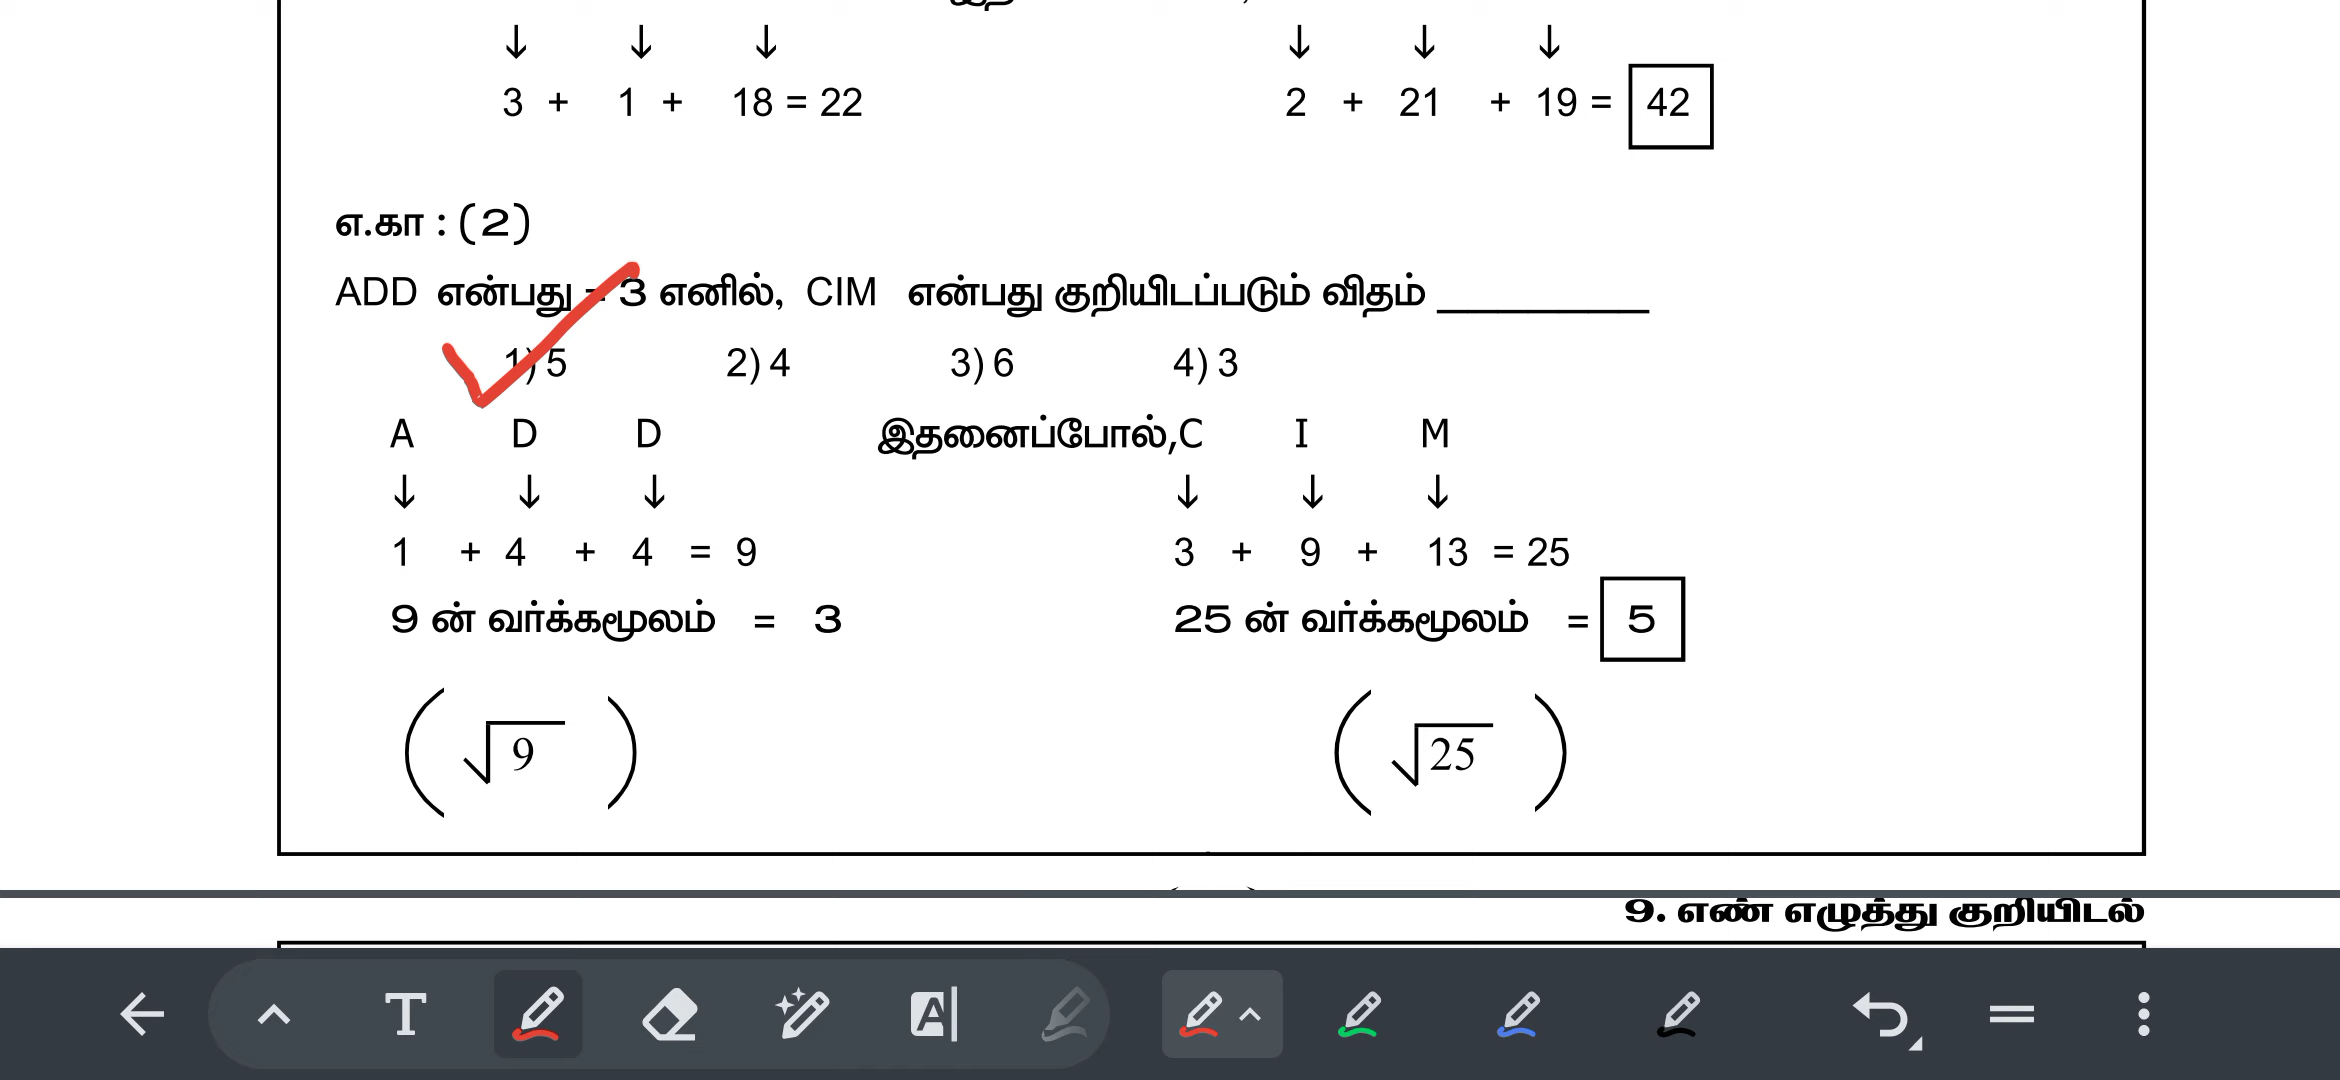 3 + 1 + 18 = 22
2 + 21 + 19 = 42
எ.கா : (2)
ADD என்பது = 3 எனில், CIM என்பது குறியிடப்படும் விதம் __________
1) 5 2) 4 3) 6 4) 3
A D D இதனைப்போல், C I M
1 + 4 + 4 = 9
3 + 9 + 13 = 25
9 ன் வர்க்கமூலம் = 3
25 ன் வர்க்கமூலம் = 5
(√9)
(√25)
9. எண் எழுத்து குறியிடல்
T
A